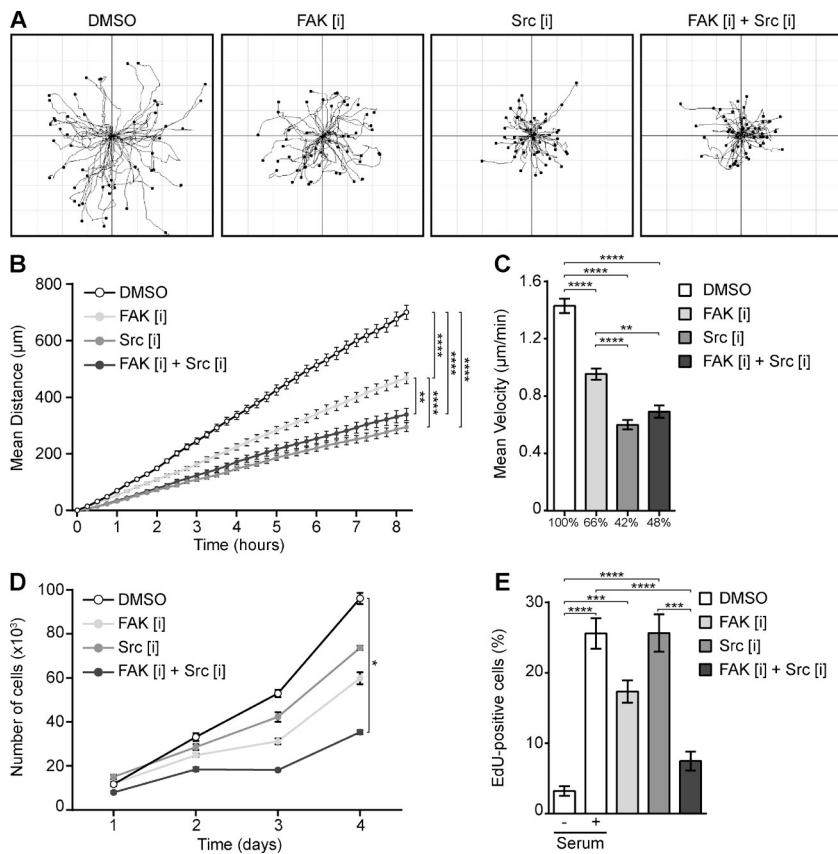 A
DMSO FAK [i] Src [i] FAK [i] + Src [i]
B
800
600
400
200
0
Mean Distance (µm)
DMSO
FAK [i]
Src [i]
FAK [i] + Src [i]
****
**
****
****
****
0 1 2 3 4 5 6 7 8
Time (hours)
C
****
****
****
**
****
1.6
1.2
0.8
0.4
0
Mean Velocity (µm/min)
100% 66% 42% 48%
DMSO
FAK [i]
Src [i]
FAK [i] + Src [i]
D
100
80
60
40
20
0
Number of cells (x10³)
DMSO
FAK [i]
Src [i]
FAK [i] + Src [i]
*
1 2 3 4
Time (days)
E
****
****
***
****
***
30
20
10
0
EdU-positive cells (%)
- +
Serum
DMSO
FAK [i]
Src [i]
FAK [i] + Src [i]